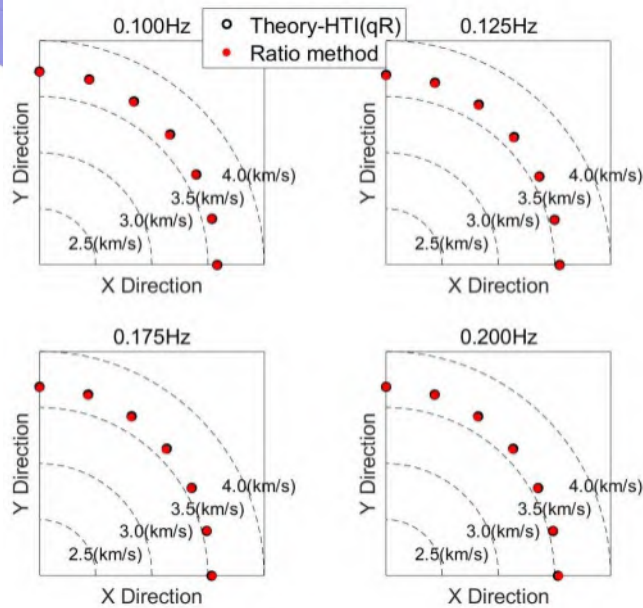 0.100Hz
Theory-HTI(qR)
Ratio method
0.125Hz
Y Direction
4.0(km/s)
3.5(km/s)
3.0(km/s)
2.5(km/s)
X Direction
Y Direction
4.0(km/s)
3.5(km/s)
3.0(km/s)
2.5(km/s)
X Direction
0.175Hz
0.200Hz
Y Direction
4.0(km/s)
3.5(km/s)
3.0(km/s)
2.5(km/s)
X Direction
Y Direction
4.0(km/s)
3.5(km/s)
3.0(km/s)
2.5(km/s)
X Direction